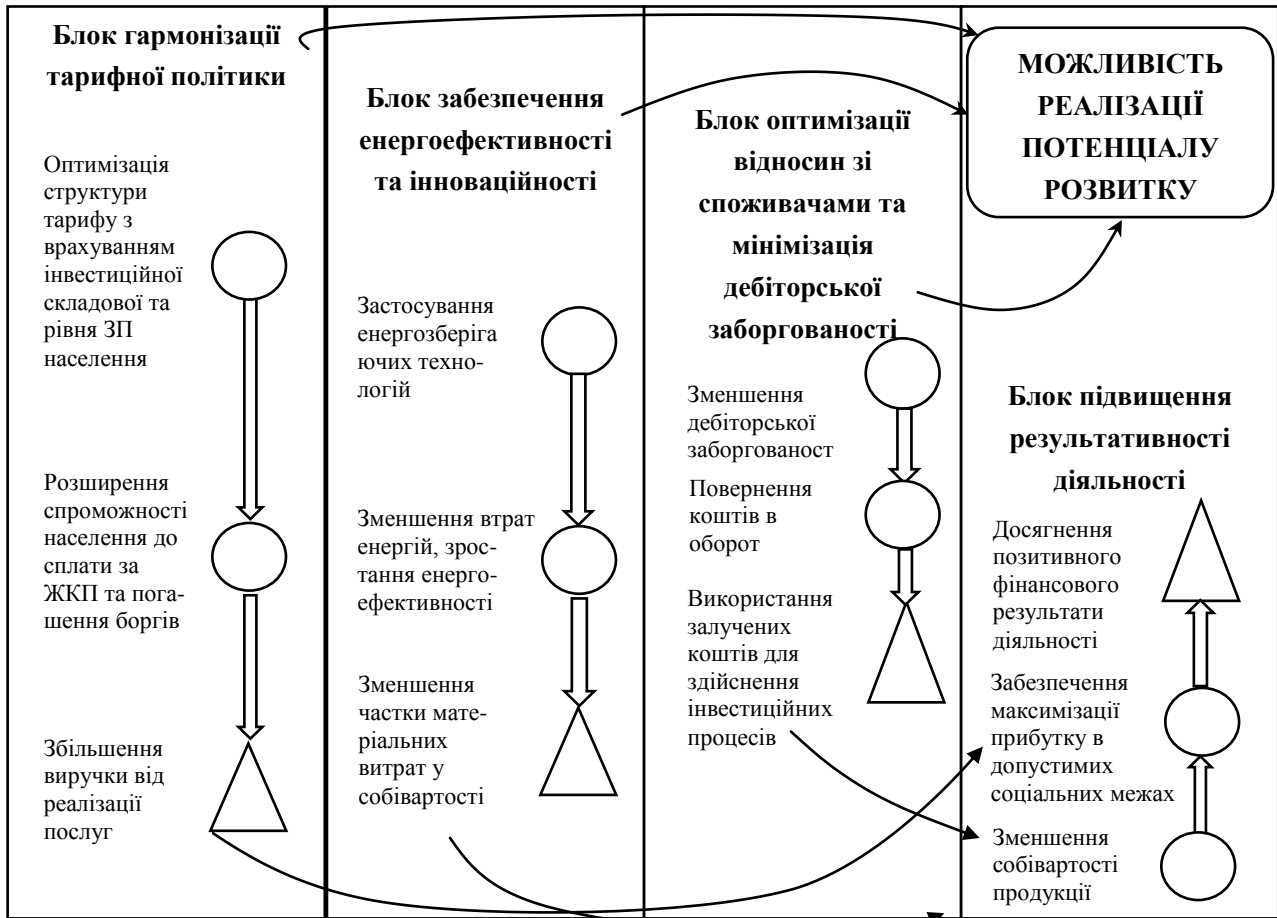 Блок гармонізації
тарифної політики
Оптимізація
структури
тарифу з
врахуванням
інвестиційної
складової та
рівня ЗП
населення
Розширення
спроможності
населення до
сплати за
ЖКП та пога-
шення боргів
Збільшення
виручки від
реалізації
послуг
Блок забезпечення
енергоефективності
та інноваційності
Застосування
енергозберіга
ючих техно-
логій
Зменшення втрат
енергій, зрос-
тання енерго-
ефективності
Зменшення
частки мате-
ріальних
витрат у
собівартості
Блок оптимізації
відносин зі
споживачами та
мінімізація
дебіторської
заборгованості
Зменшення
дебіторської
заборгованост
Повернення
коштів в
оборот
Використання
залучених
коштів для
здійснення
інвестиційних
процесів
МОЖЛИВІСТЬ
РЕАЛІЗАЦІЇ
ПОТЕНЦІАЛУ
РОЗВИТКУ
Блок підвищення
результативності
діяльності
Досягнення
позитивного
фінансового
результати
діяльності
Забезпечення
максимізації
прибутку в
допустимих
соціальних межах
Зменшення
собівартості
продукції